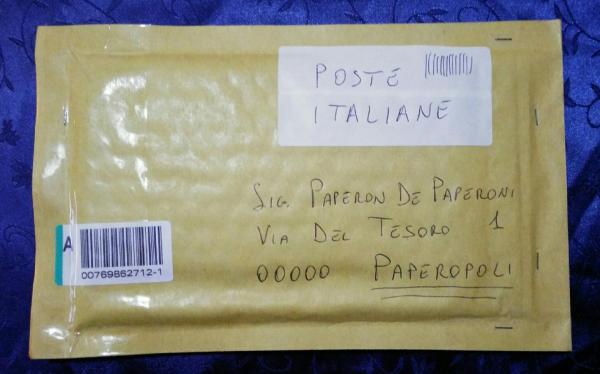 POSTE
ITALIANE
SIG. PAPERON DE PAPERONI
VIA DEL TESORO 1
00000 PAPEROPOLI
A
00769862712-1